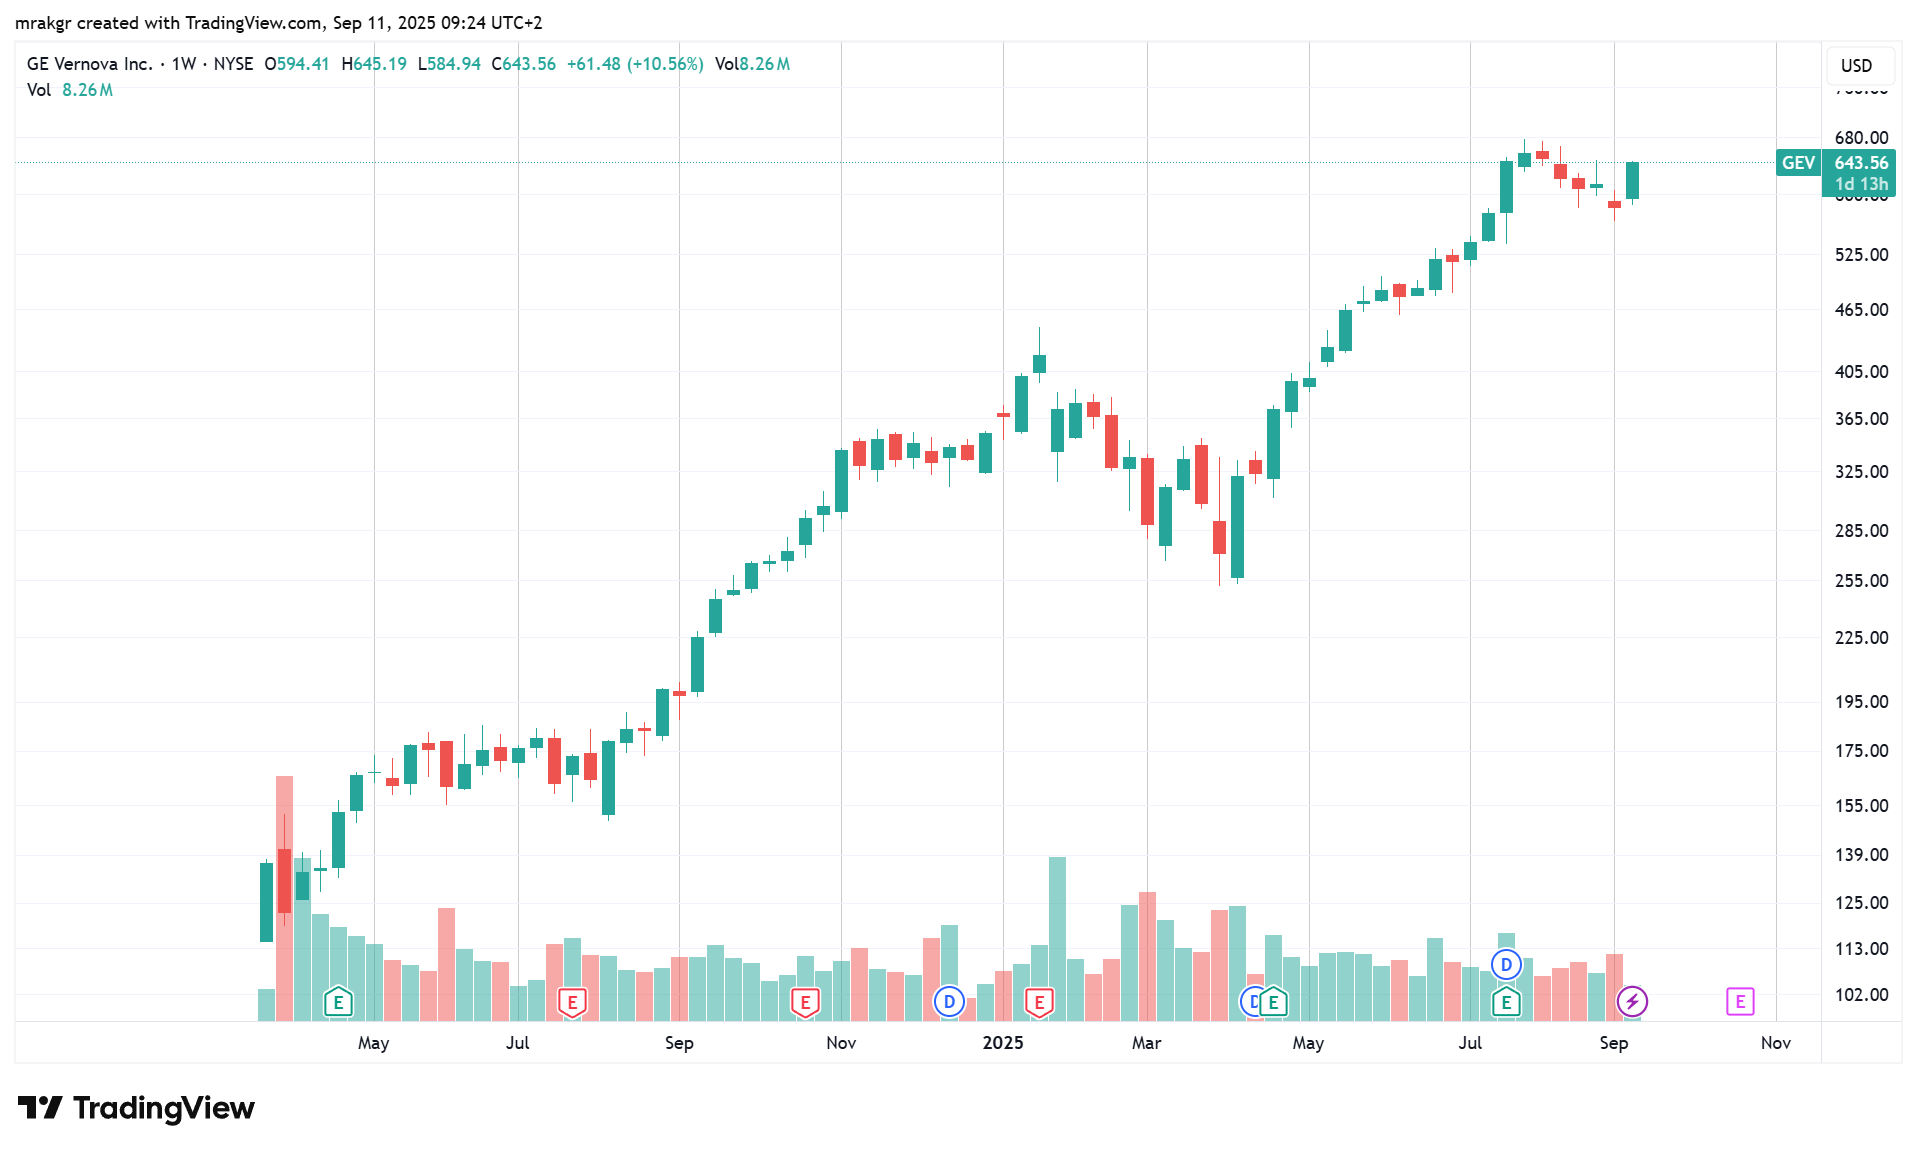 mrakgr created with TradingView.com, Sep 11, 2025 09:24 UTC+2
GE Vernova Inc. · 1W · NYSE O594.41 H645.19 L584.94 C643.56 +61.48 (+10.56%) Vol8.26M
Vol 8.26M
USD
680.00
GEV 643.56
1d 13h
525.00
465.00
405.00
365.00
325.00
285.00
255.00
225.00
195.00
175.00
155.00
139.00
125.00
113.00
102.00
D
E E E D E D E E E
May Jul Sep Nov 2025 Mar May Jul Sep Nov
TradingView